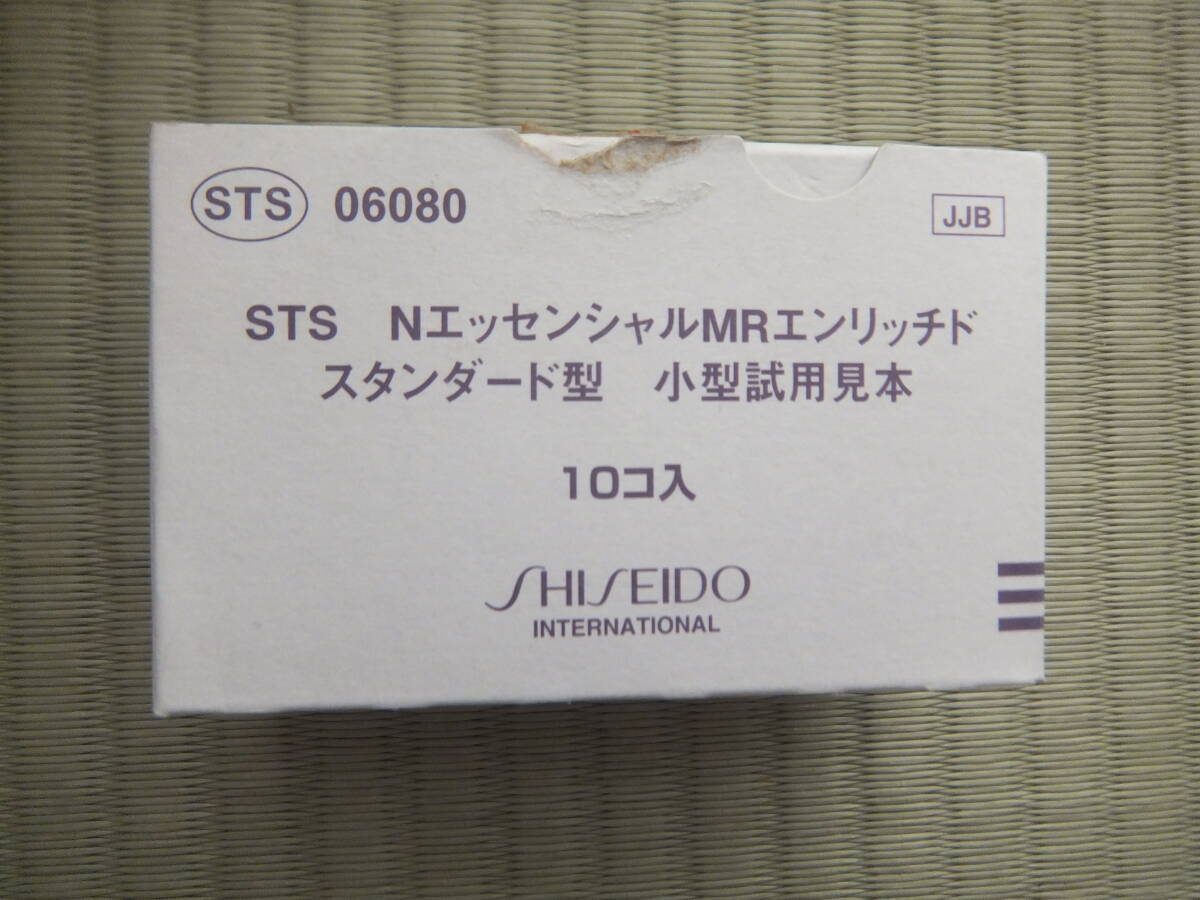 STS 06080
JJB
STS　NエッセンシャルMRエンリッチド
スタンダード型　小型試用見本
10コ入
SHISEIDO
INTERNATIONAL